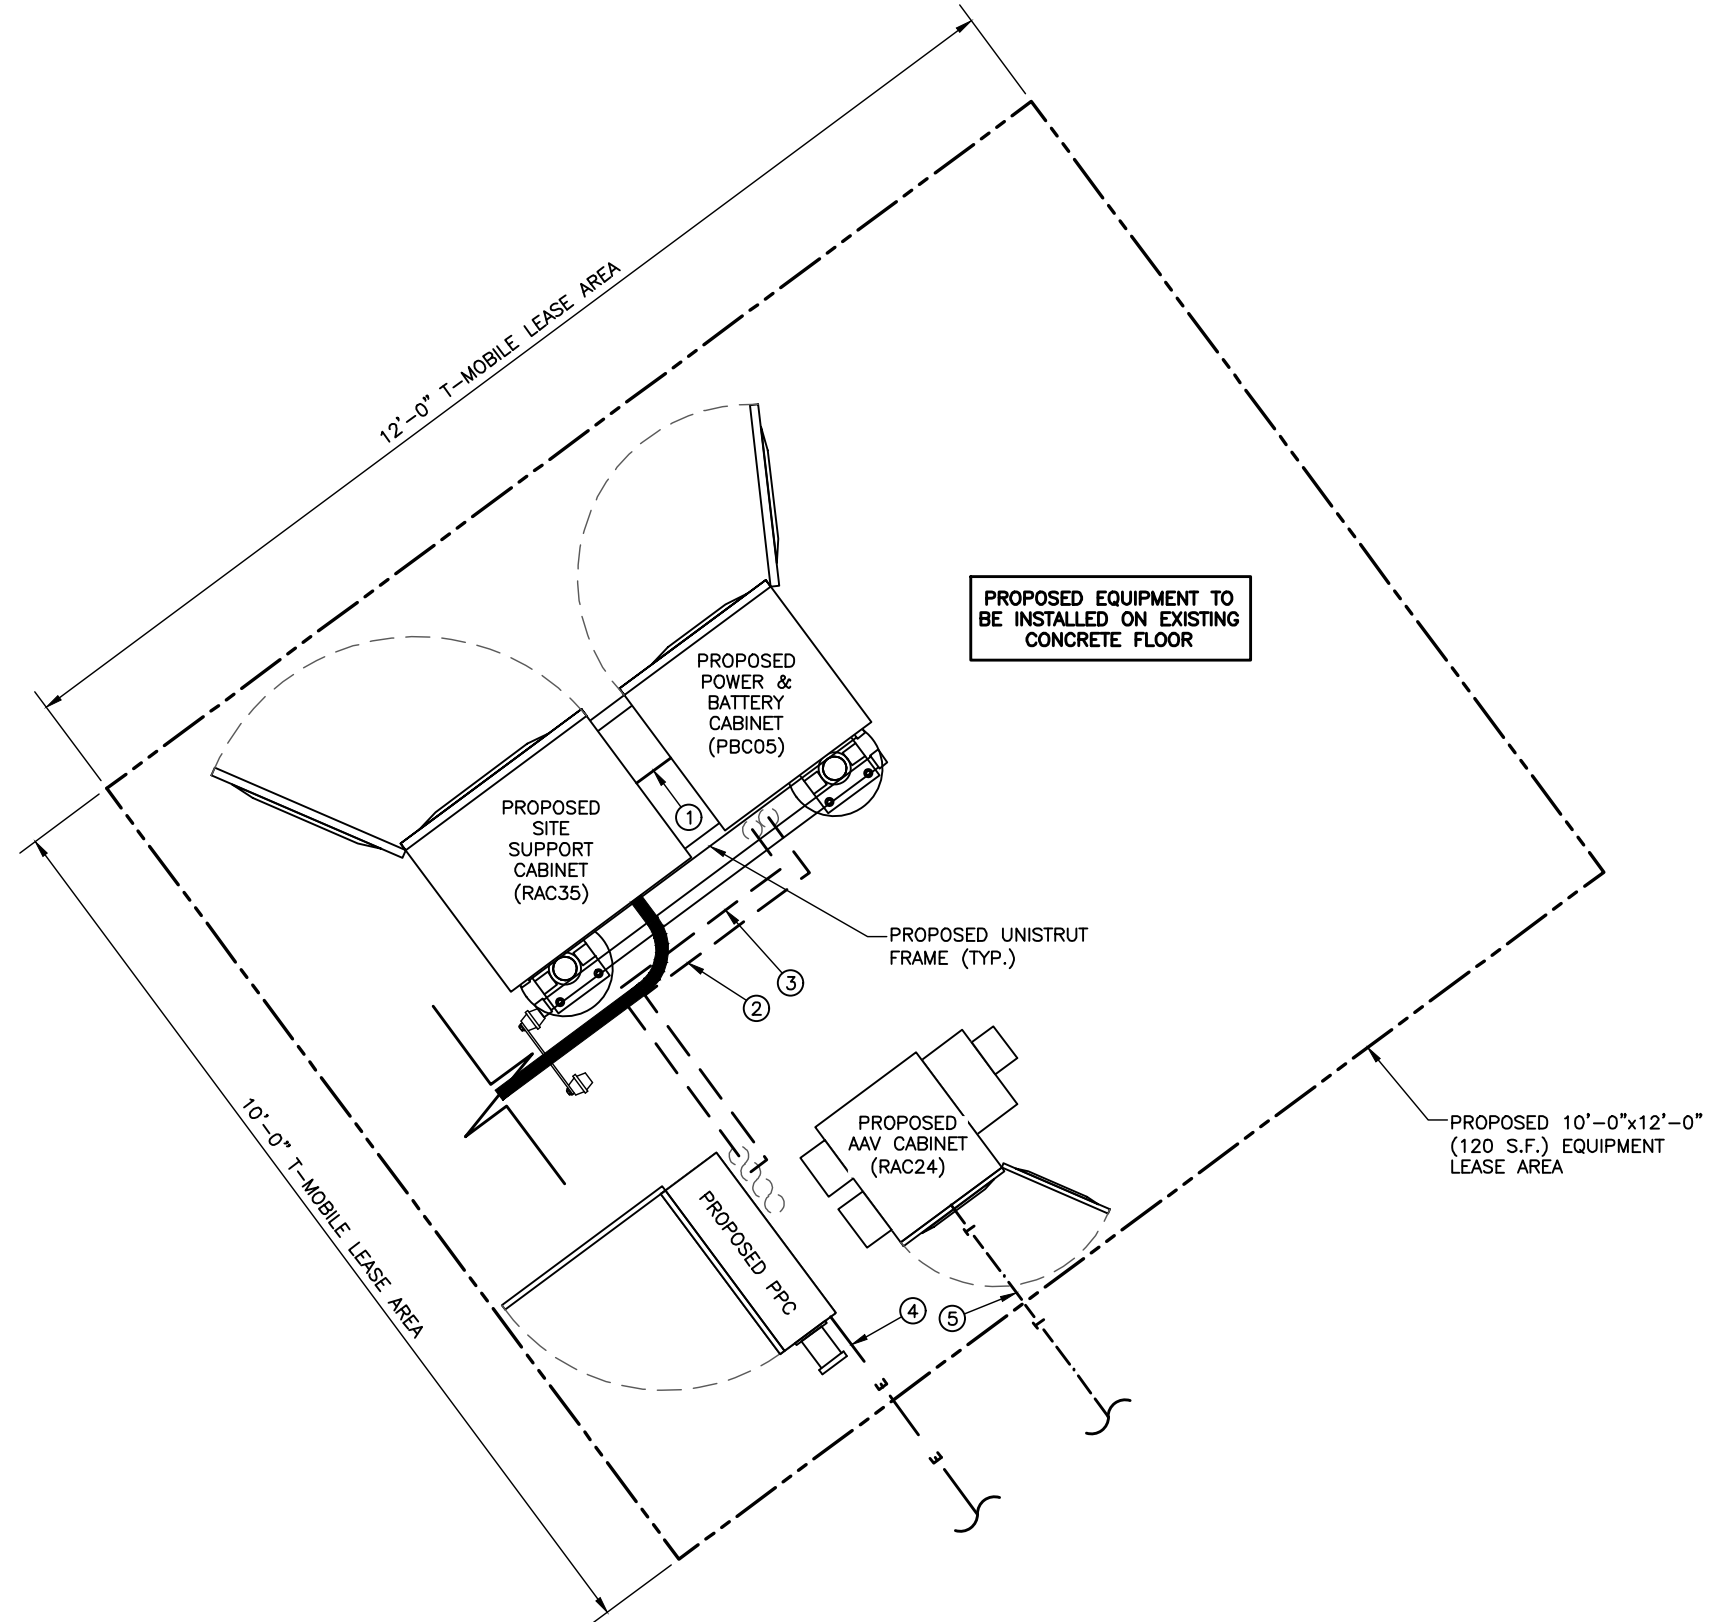 12'-0" T-MOBILE LEASE AREA
PROPOSED EQUIPMENT TO
BE INSTALLED ON EXISTING
CONCRETE FLOOR
PROPOSED
POWER &
BATTERY
CABINET
(PBC05)
PROPOSED
SITE
SUPPORT
CABINET
(RAC35)
1
PROPOSED UNISTRUT
FRAME (TYP.)
3
2
PROPOSED
AAV CABINET
(RAC24)
PROPOSED 10'-0"x12'-0"
(120 S.F.) EQUIPMENT
LEASE AREA
10'-0" T-MOBILE LEASE AREA
PROPOSED PPC
4
5
T
T
E
E